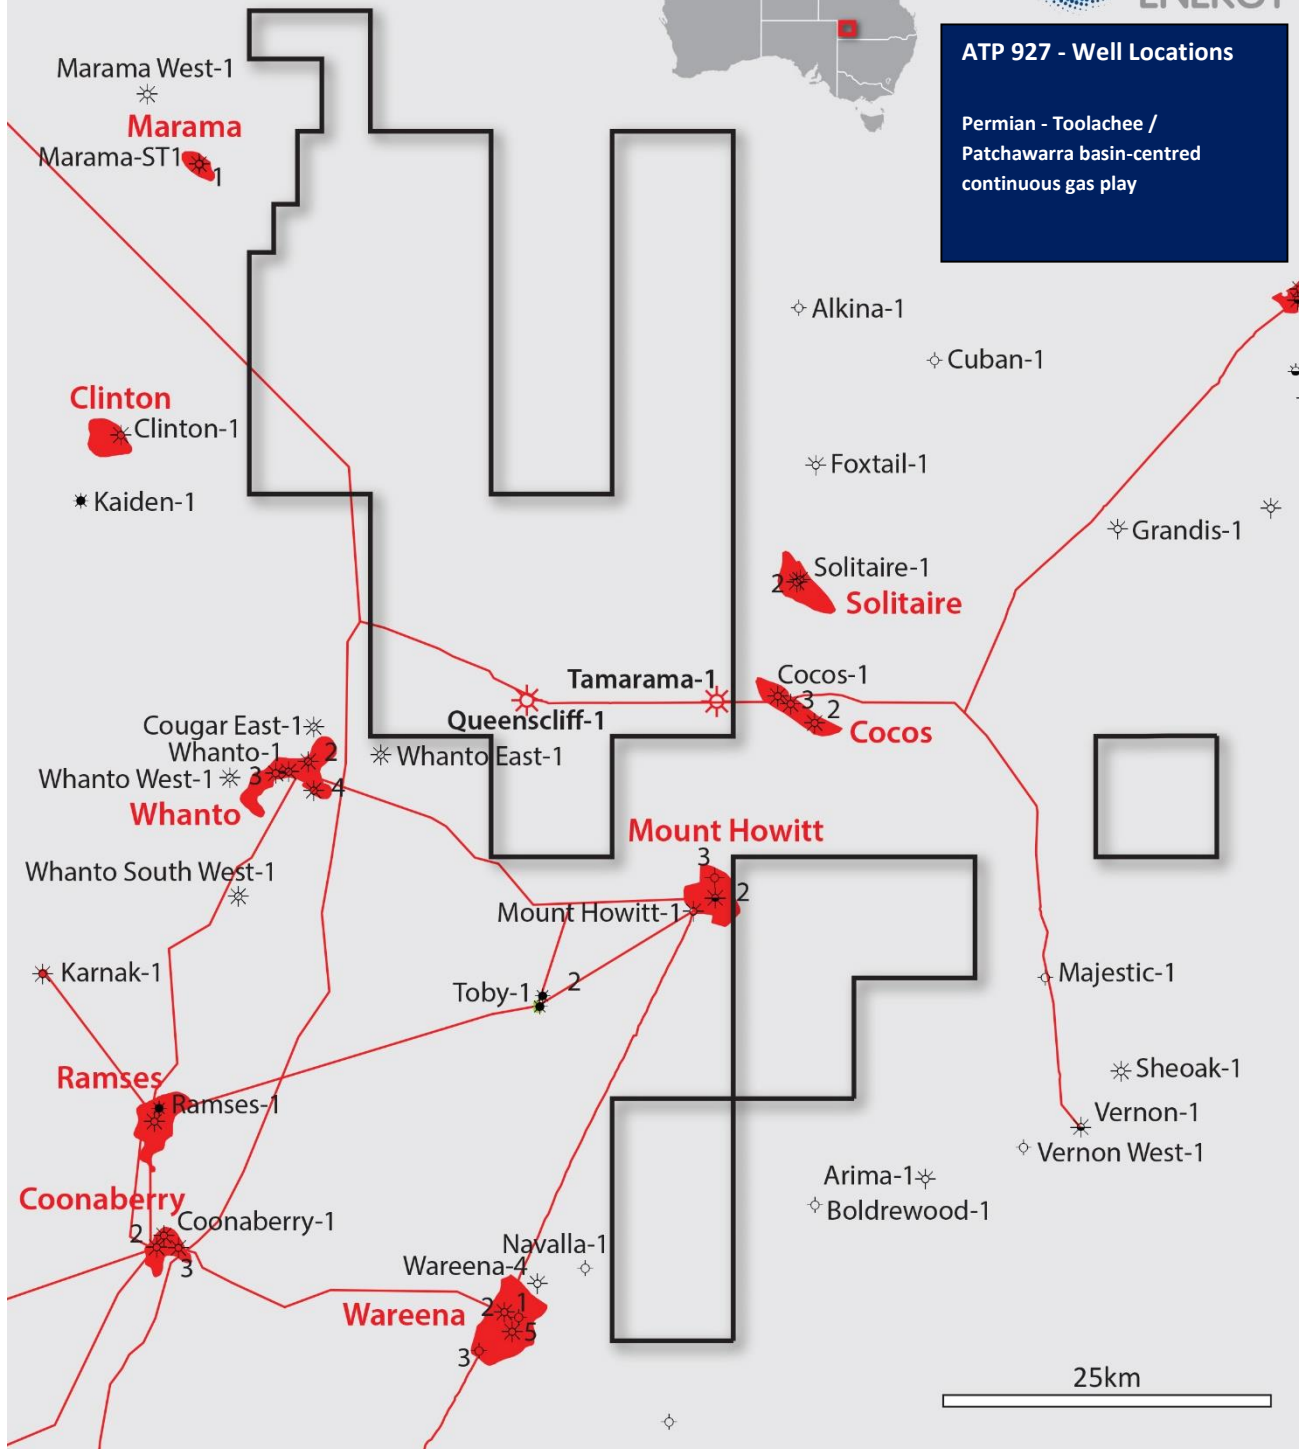 ENERGY
ATP 927 - Well Locations
Permian - Toolachee /
Patchawarra basin-centred
continuous gas play
Marama West-1
Marama
Marama-ST1
1
Alkina-1
Cuban-1
Clinton
Clinton-1
Foxtail-1
Kaiden-1
Grandis-1
Solitaire-1
2
Solitaire
Tamarama-1
Cocos-1
3
2
Queenscliff-1
Cocos
Cougar East-1
Whanto-1
2
Whanto East-1
Whanto West-1
3
4
Whanto
Mount Howitt
3
2
Whanto South West-1
Mount Howitt-1
Karnak-1
Majestic-1
2
Toby-1
Ramses
Ramses-1
Sheoak-1
Vernon-1
Vernon West-1
Arima-1
Boldrewood-1
Coonaberry
Coonaberry-1
2
3
Navalla-1
Wareena-4
Wareena
2
1
5
3
25km